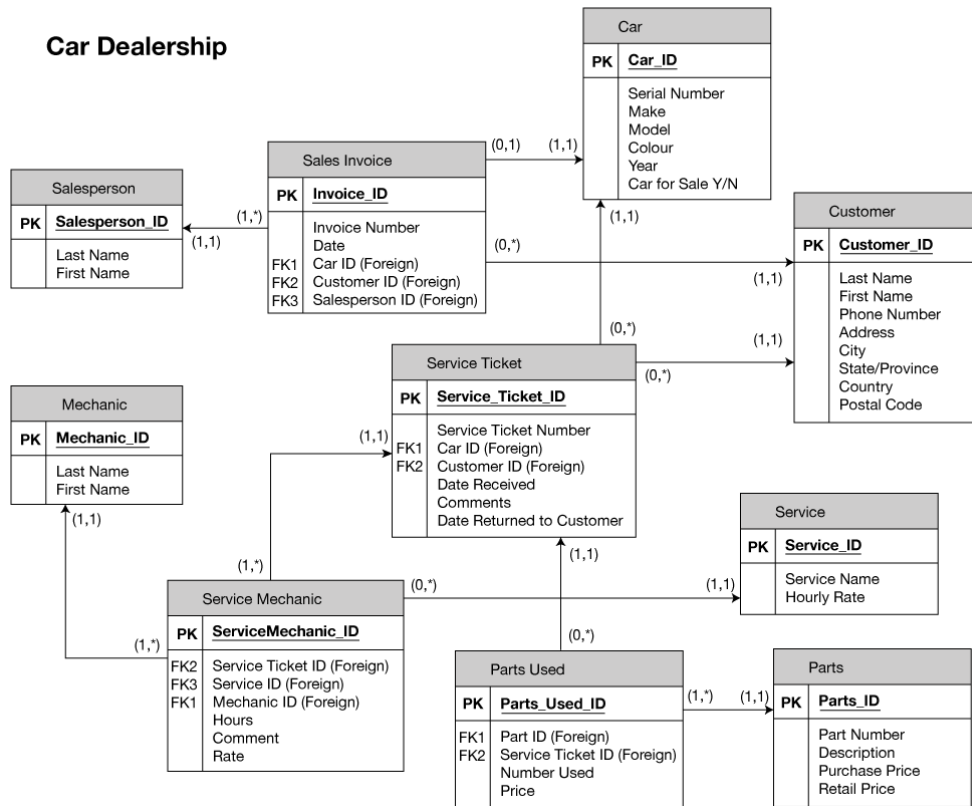 Car Dealership
Car
PK Car_ID
Serial Number
Make
Model
Colour
Year
Car for Sale Y/N
(0,1)
(1,1)
Sales Invoice
PK Invoice_ID
Invoice Number
Date
FK1 Car ID (Foreign)
FK2 Customer ID (Foreign)
FK3 Salesperson ID (Foreign)
Salesperson
PK Salesperson_ID
Last Name
First Name
(1,*)
(1,1)
(1,1)
(0,*)
(1,1)
Customer
PK Customer_ID
Last Name
First Name
Phone Number
Address
City
State/Province
Country
Postal Code
(0,*)
(1,1)
(0,*)
Service Ticket
PK Service_Ticket_ID
Service Ticket Number
FK1 Car ID (Foreign)
FK2 Customer ID (Foreign)
Date Received
Comments
Date Returned to Customer
Mechanic
PK Mechanic_ID
Last Name
First Name
(1,1)
(1,1)
(1,*)
(1,1)
Service
PK Service_ID
Service Name
Hourly Rate
(0,*)
(1,1)
Service Mechanic
PK ServiceMechanic_ID
FK2 Service Ticket ID (Foreign)
FK3 Service ID (Foreign)
FK1 Mechanic ID (Foreign)
Hours
Comment
Rate
(1,*)
(0,*)
Parts Used
PK Parts_Used_ID
FK1 Part ID (Foreign)
FK2 Service Ticket ID (Foreign)
Number Used
Price
(1,*)
(1,1)
Parts
PK Parts_ID
Part Number
Description
Purchase Price
Retail Price